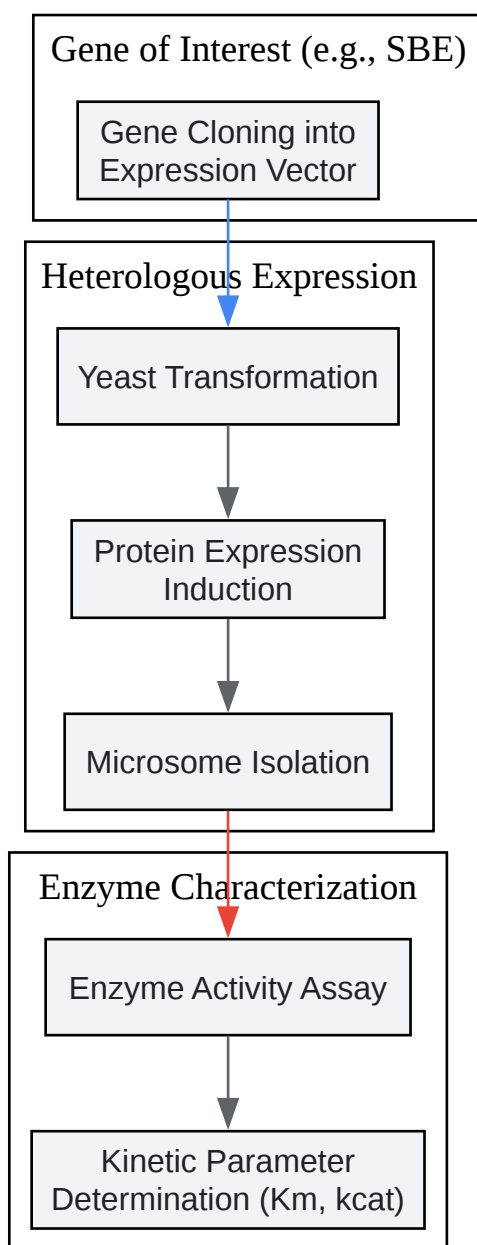 Gene of Interest (e.g., SBE)
Gene Cloning into
Expression Vector
Heterologous Expression
Yeast Transformation
Protein Expression
Induction
Microsome Isolation
Enzyme Characterization
Enzyme Activity Assay
Kinetic Parameter
Determination (Km, kcat)